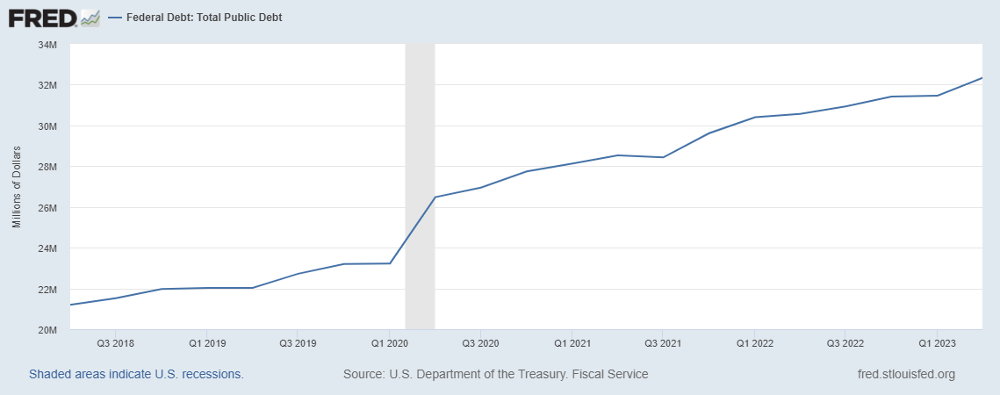 FRED
Federal Debt: Total Public Debt
34M
32M
30M
28M
26M
24M
22M
20M
Millions of Dollars
Q3 2018 Q1 2019 Q3 2019 Q1 2020 Q3 2020 Q1 2021 Q3 2021 Q1 2022 Q3 2022 Q1 2023
Shaded areas indicate U.S. recessions. Source: U.S. Department of the Treasury. Fiscal Service fred.stlouisfed.org